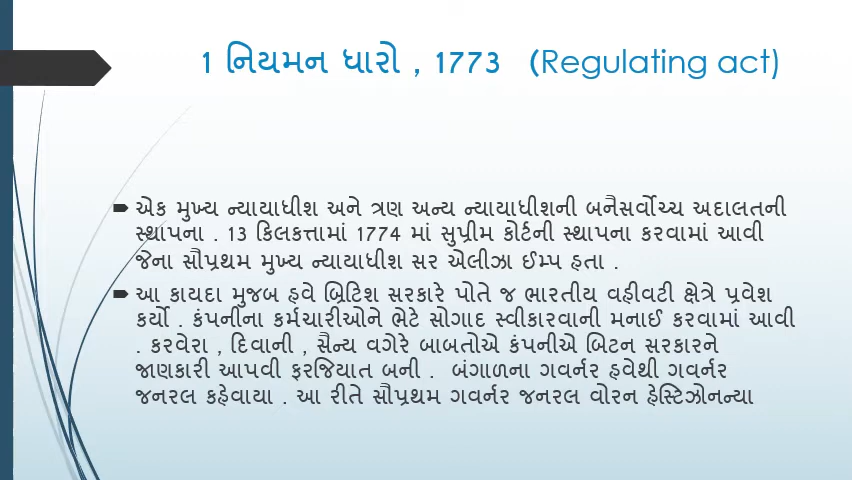 1 નિયમન ધારો , 1773 (Regulating act)
એક મુખ્ય ન્યાયાધીશ અને ત્રણ અન્ય ન્યાયાધીશની બનૈસર્વોચ્ચ અદાલતની
સ્થાપના . 13 કિલકત્તામાં 1774 માં સુપ્રીમ કોર્ટની સ્થાપના કરવામાં આવી
જેના સૌપ્રથમ મુખ્ય ન્યાયાધીશ સર એલીઝા ઈમ્પ હતા .
આ કાયદા મુજબ હવે બ્રિટિશ સરકારે પોતે જ ભારતીય વહીવટી ક્ષેત્રે પ્રવેશ
કર્યો . કંપનીના કર્મચારીઓને ભેટે સોગાદ સ્વીકારવાની મનાઈ કરવામાં આવી
. કરવેરા , દિવાની , સૈન્ય વગેરે બાબતોએ કંપનીએ બિટન સરકારને
જાણકારી આપવી ફરજિયાત બની . બંગાળના ગવર્નર હવેથી ગવર્નર
જનરલ કહેવાયા . આ રીતે સૌપ્રથમ ગવર્નર જનરલ વોરન હેસ્ટિઝોનન્યા